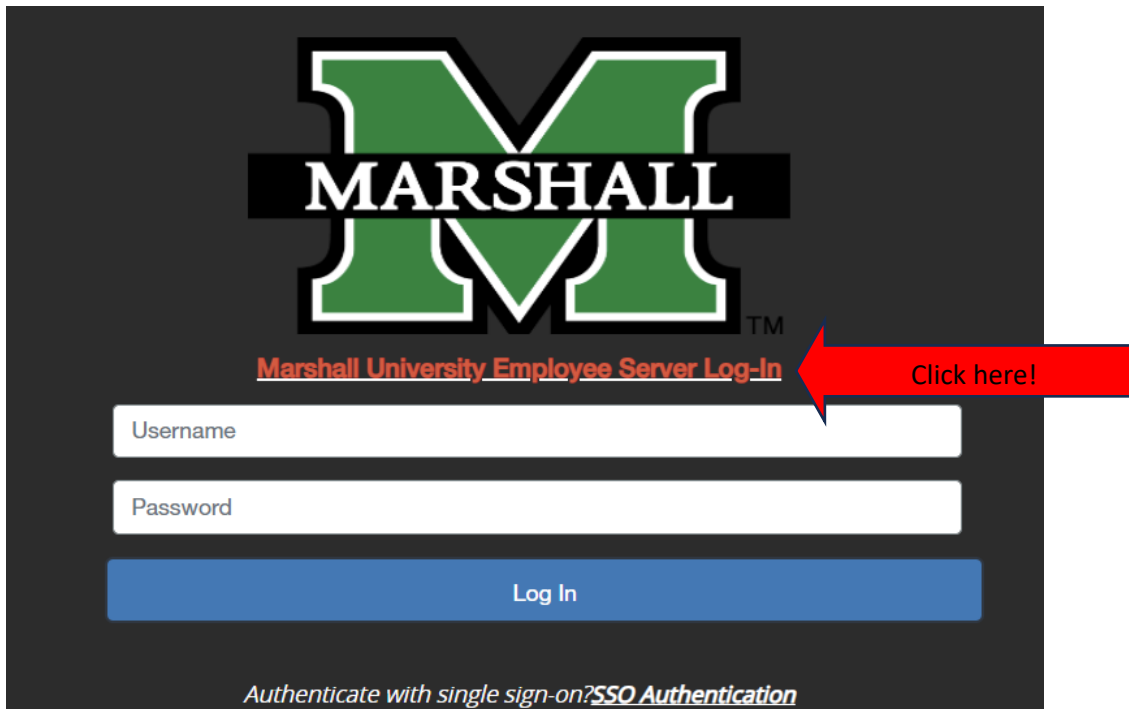 MARSHALL
TM
Marshall University Employee Server Log-In
Click here!
Username
Password
Log In
Authenticate with single sign-on?SSO Authentication